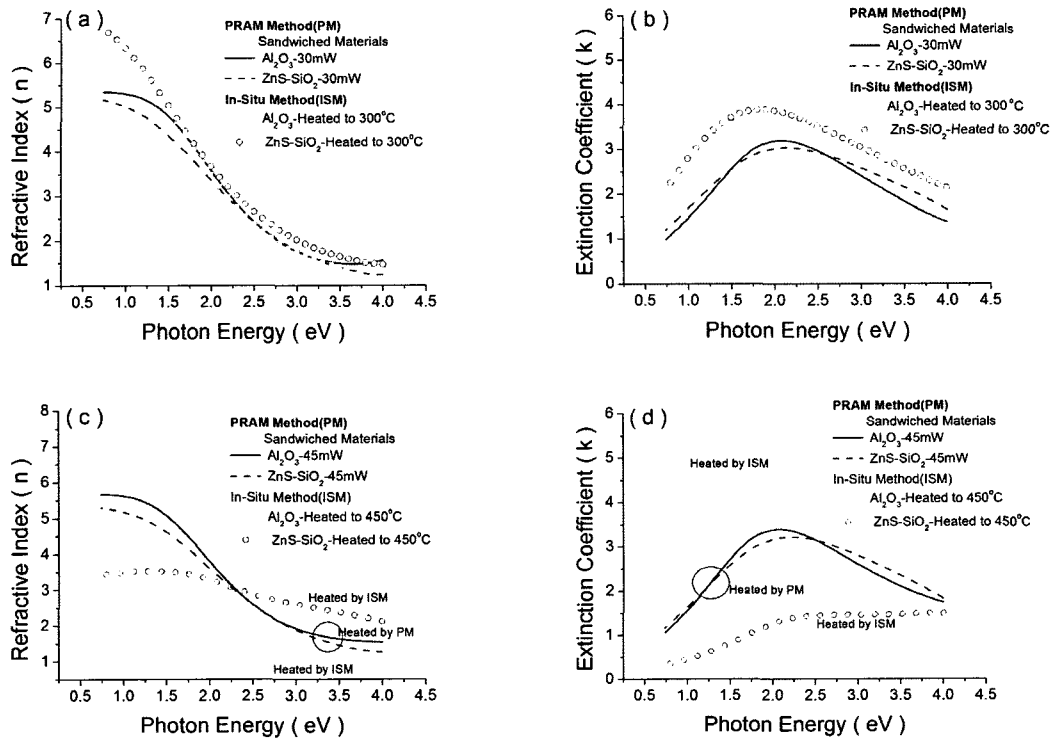 ( a )
PRAM Method(PM)
Sandwiched Materials
Al2O3-30mW
ZnS-SiO2-30mW
In-Situ Method(ISM)
Al2O3-Heated to 300°C
ZnS-SiO2-Heated to 300°C
Refractive Index ( n )
7
6
5
4
3
2
1
0.5 1.0 1.5 2.0 2.5 3.0 3.5 4.0 4.5
Photon Energy ( eV )
( b )
PRAM Method(PM)
Sandwiched Materials
Al2O3-30mW
ZnS-SiO2-30mW
In-Situ Method(ISM)
Al2O3-Heated to 300°C
ZnS-SiO2-Heated to 300°C
Extinction Coefficient ( k )
6
5
4
3
2
1
0
0.5 1.0 1.5 2.0 2.5 3.0 3.5 4.0 4.5
Photon Energy ( eV )
( c )
PRAM Method(PM)
Sandwiched Materials
Al2O3-45mW
ZnS-SiO2-45mW
In-Situ Method(ISM)
Al2O3-Heated to 450°C
ZnS-SiO2-Heated to 450°C
Heated by ISM
Heated by PM
Heated by ISM
Refractive Index ( n )
8
7
6
5
4
3
2
1
0.5 1.0 1.5 2.0 2.5 3.0 3.5 4.0 4.5
Photon Energy ( eV )
( d )
PRAM Method(PM)
Sandwiched Materials
Al2O3-45mW
ZnS-SiO2-45mW
In-Situ Method(ISM)
Al2O3-Heated to 450°C
ZnS-SiO2-Heated to 450°C
Heated by ISM
Heated by PM
Heated by ISM
Extinction Coefficient ( k )
6
5
4
3
2
1
0
0.5 1.0 1.5 2.0 2.5 3.0 3.5 4.0 4.5
Photon Energy ( eV )